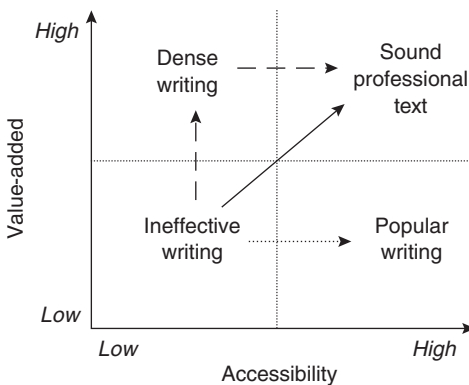 High
Dense
writing
Sound
professional
text
Value-added
Ineffective
writing
Popular
writing
Low
Low
High
Accessibility